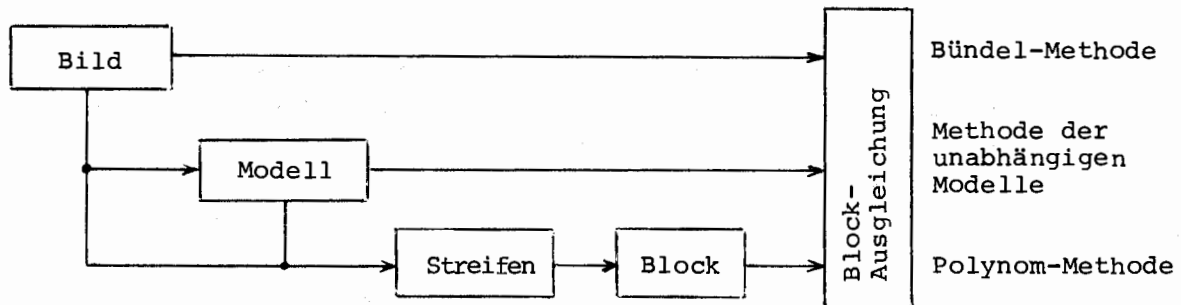 Bild
Bündel-Methode
Modell
Methode der
unabhängigen
Modelle
Streifen
Block
Block-
Ausgleichung
Polynom-Methode